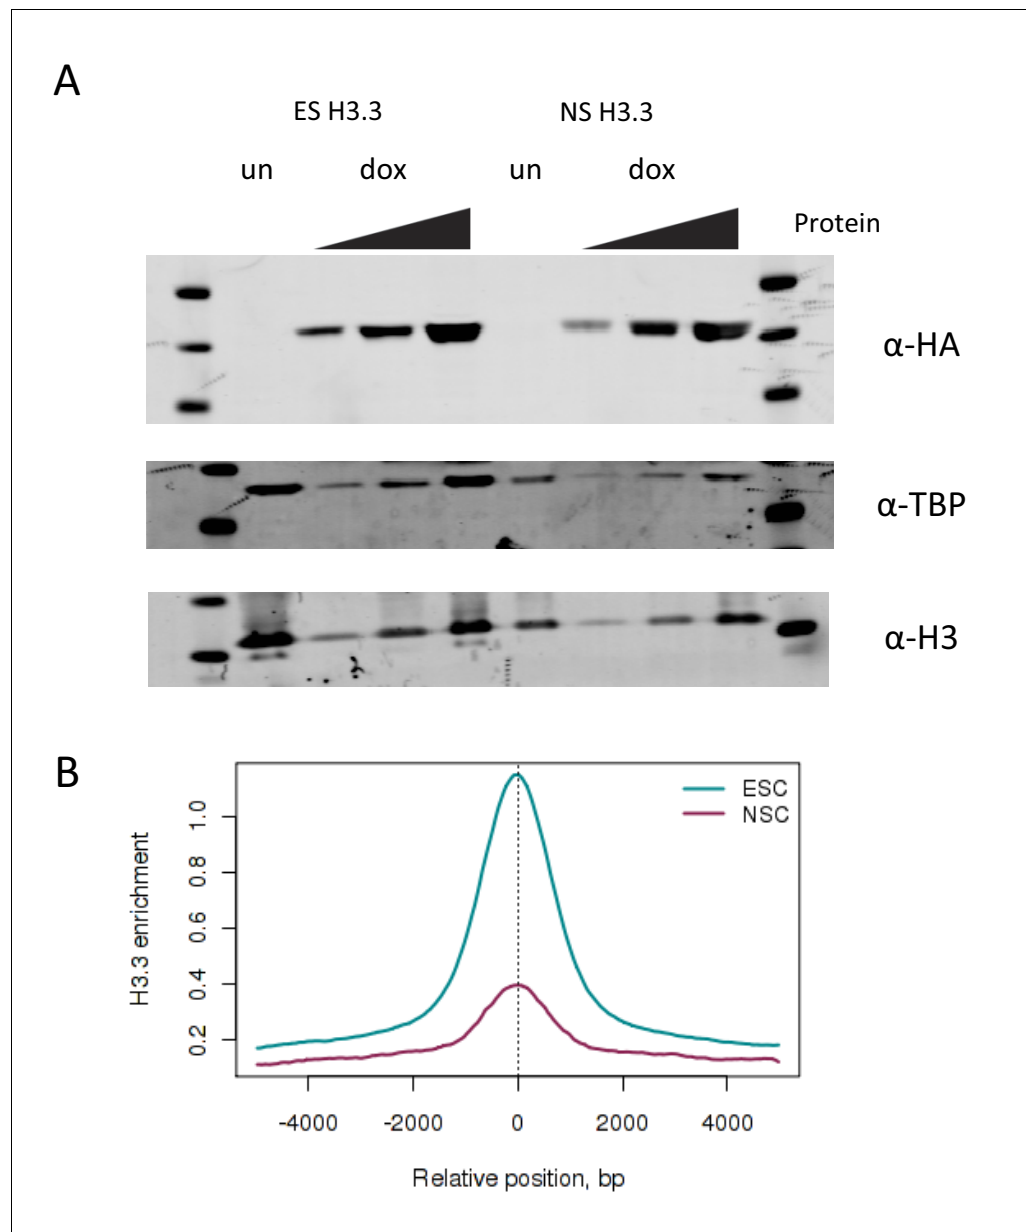 A
ES H3.3 NS H3.3
un dox un dox
Protein
α-HA
α-TBP
α-H3
B
ESC
NSC
H3.3 enrichment
0.2 0.4 0.6 0.8 1.0
-4000 -2000 0 2000 4000
Relative position, bp